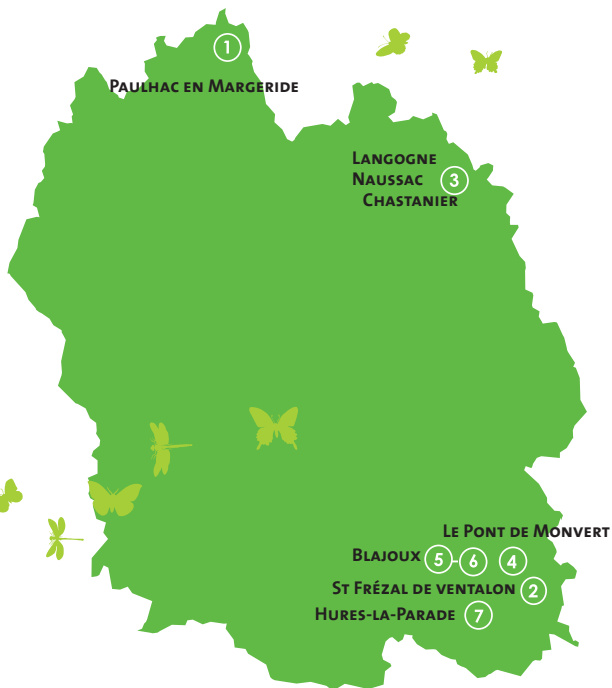 1
Paulhac en Margeride
Langogne
Naussac 3
Chastanier
Le Pont de Monvert
Blajoux 5-6 4
St Frézal de ventalon 2
Hures-la-Parade 7